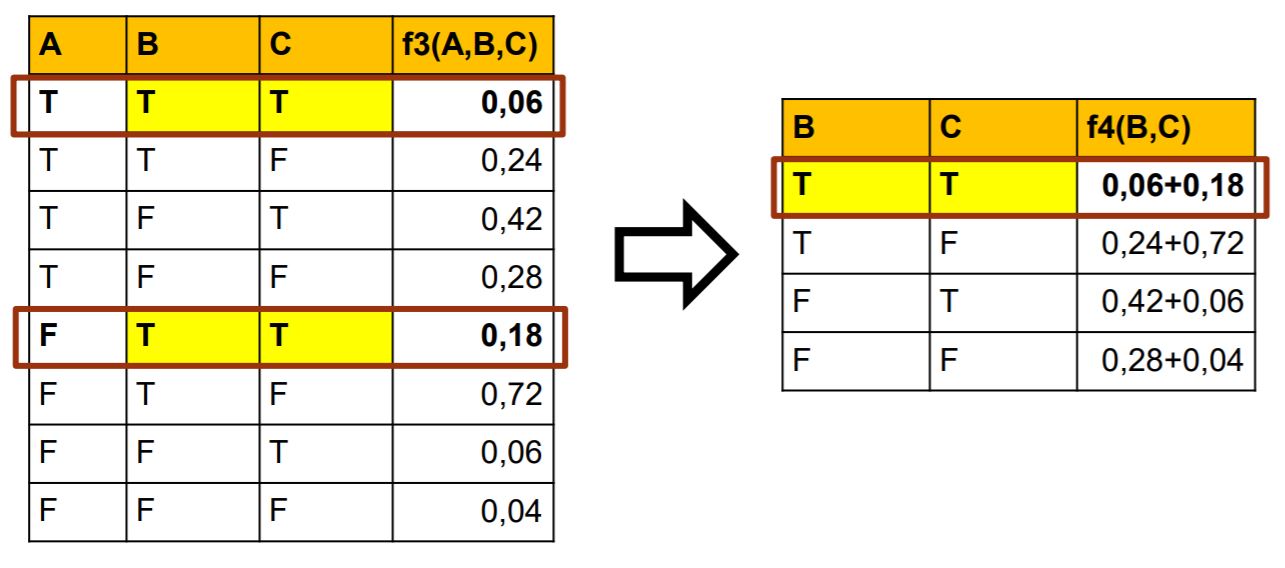 A B C f3(A,B,C)
T T T 0,06
T T F 0,24
T F T 0,42
T F F 0,28
F T T 0,18
F T F 0,72
F F T 0,06
F F F 0,04
B C f4(B,C)
T T 0,06+0,18
T F 0,24+0,72
F T 0,42+0,06
F F 0,28+0,04